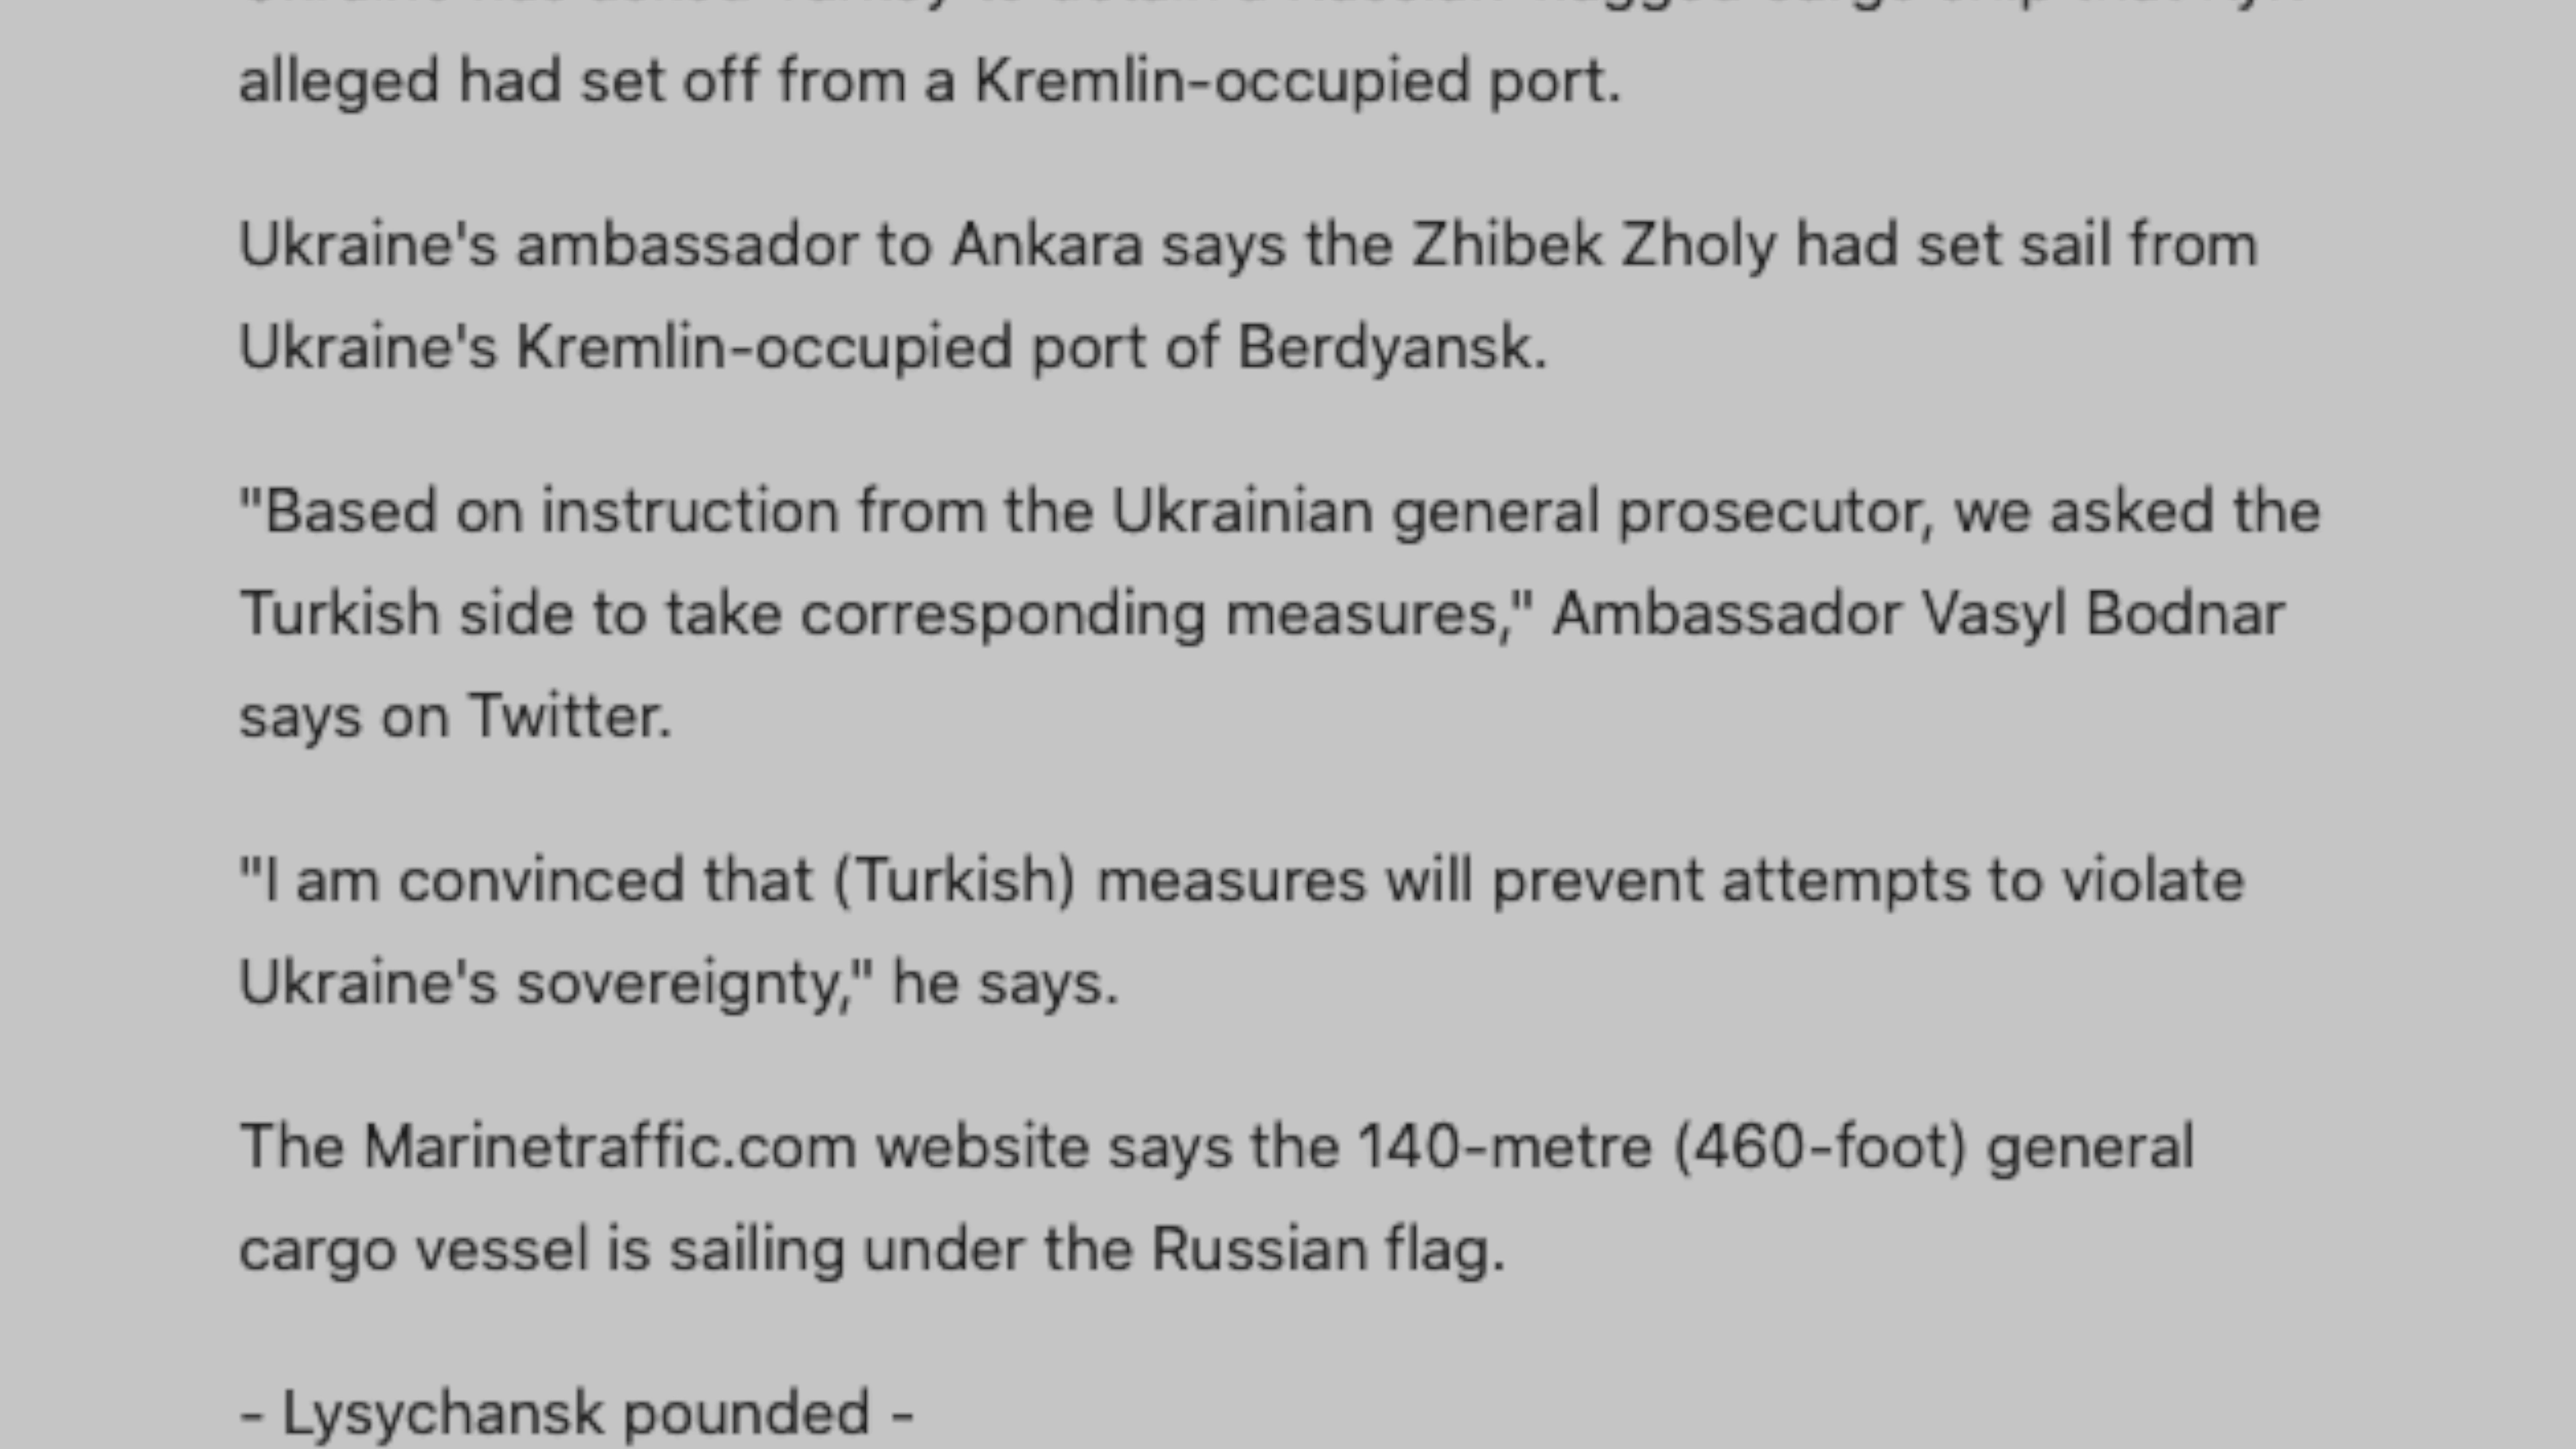 alleged had set off from a Kremlin-occupied port.
Ukraine's ambassador to Ankara says the Zhibek Zholy had set sail from
Ukraine's Kremlin-occupied port of Berdyansk.
"Based on instruction from the Ukrainian general prosecutor, we asked the
Turkish side to take corresponding measures," Ambassador Vasyl Bodnar
says on Twitter.
"I am convinced that (Turkish) measures will prevent attempts to violate
Ukraine's sovereignty," he says.
The Marinetraffic.com website says the 140-metre (460-foot) general
cargo vessel is sailing under the Russian flag.
- Lysychansk pounded -